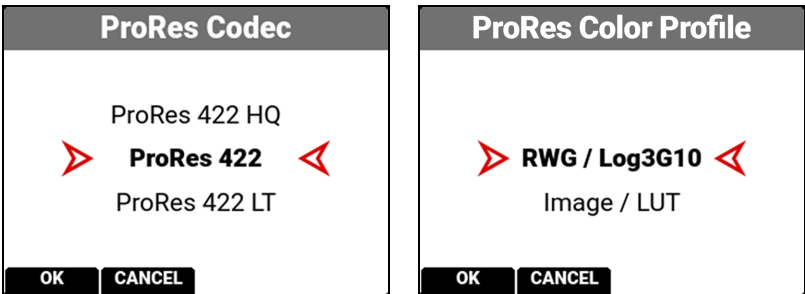 ProRes Codec
ProRes 422 HQ
ProRes 422
ProRes 422 LT
OK CANCEL
ProRes Color Profile
RWG / Log3G10
Image / LUT
OK CANCEL